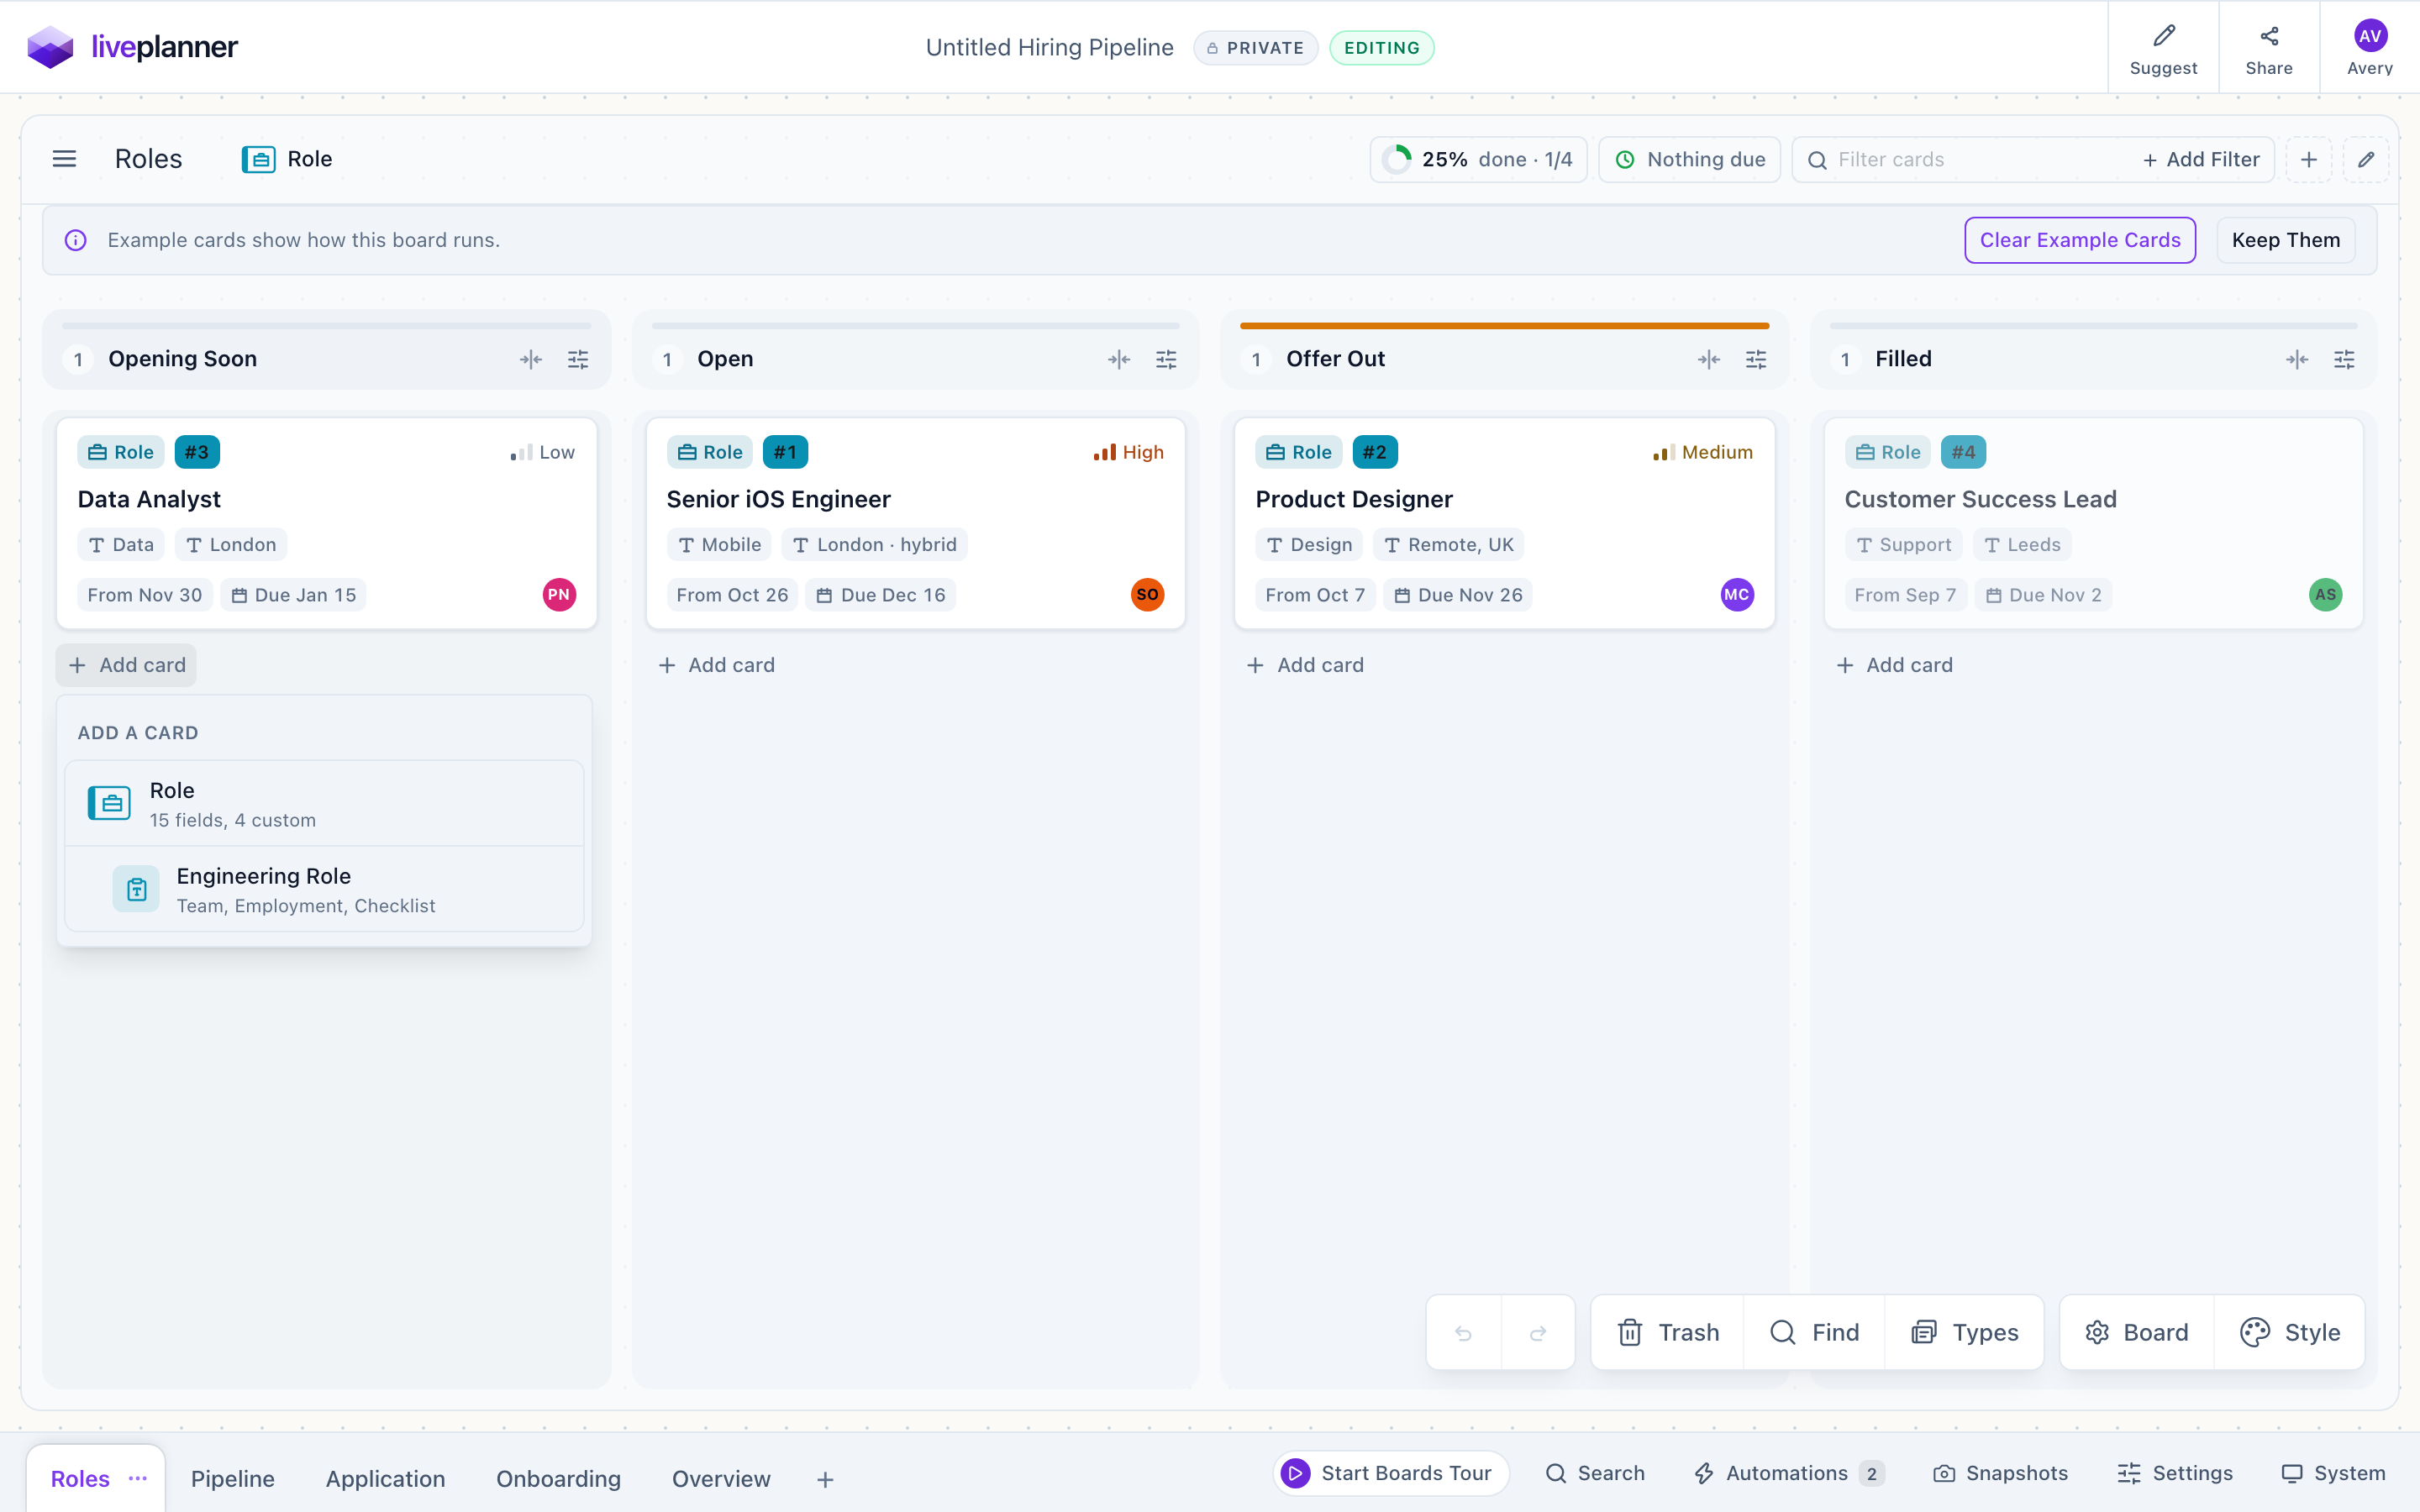 liveplanner
Untitled Hiring Pipeline PRIVATE EDITING
Suggest Share AV Avery
Roles Role
25% done · 1/4 Nothing due Filter cards + Add Filter
Example cards show how this board runs. Clear Example Cards Keep Them
1 Opening Soon
Role #3 Low
Data Analyst
Data London
From Nov 30 Due Jan 15 PN
+ Add card
ADD A CARD
Role
15 fields, 4 custom
Engineering Role
Team, Employment, Checklist
1 Open
Role #1 High
Senior iOS Engineer
Mobile London · hybrid
From Oct 26 Due Dec 16 SO
+ Add card
1 Offer Out
Role #2 Medium
Product Designer
Design Remote, UK
From Oct 7 Due Nov 26 MC
+ Add card
1 Filled
Role #4
Customer Success Lead
Support Leeds
From Sep 7 Due Nov 2 AS
+ Add card
Trash Find Types Board Style
Roles Pipeline Application Onboarding Overview +
Start Boards Tour Search Automations 2 Snapshots Settings System